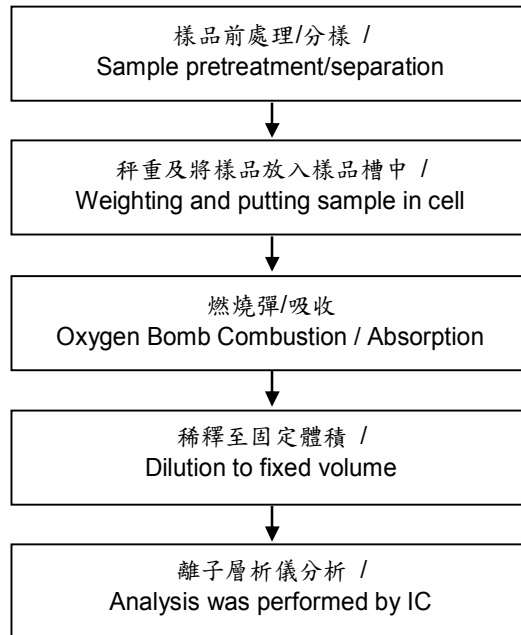 樣品前處理/分樣 /
Sample pretreatment/separation
秤重及將樣品放入樣品槽中 /
Weighting and putting sample in cell
燃燒彈/吸收
Oxygen Bomb Combustion / Absorption
稀釋至固定體積 /
Dilution to fixed volume
離子層析儀分析 /
Analysis was performed by IC